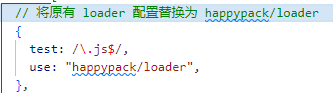 // 将原有 loader 配置替换为 happypack/loader
{
  test: /\.js$/,
  use: "happypack/loader",
},